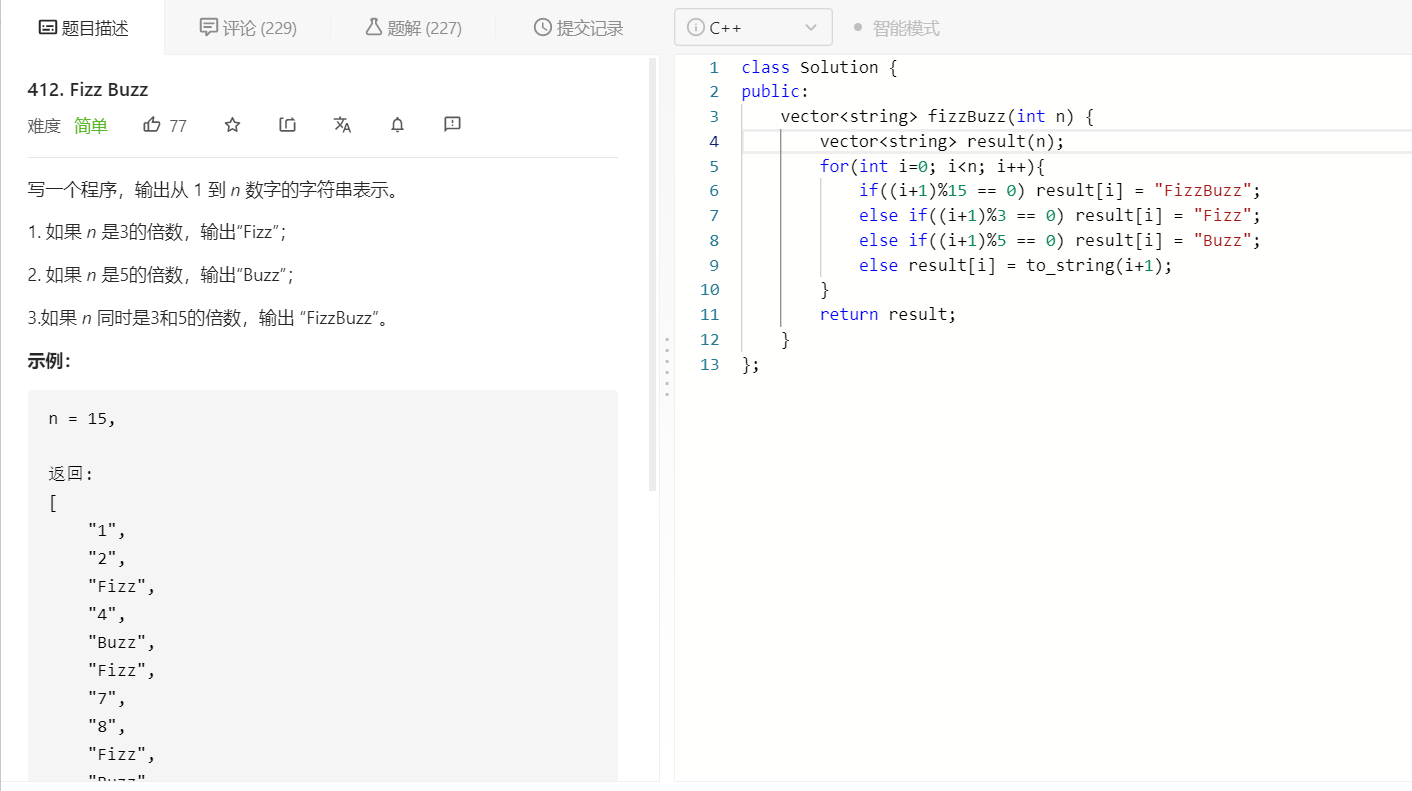 题目描述 评论 (229) 题解 (227) 提交记录
412. Fizz Buzz
难度 简单 77
写一个程序，输出从 1 到 n 数字的字符串表示。
1. 如果 n 是3的倍数，输出“Fizz”；
2. 如果 n 是5的倍数，输出“Buzz”；
3.如果 n 同时是3和5的倍数，输出 “FizzBuzz”。
示例：
n = 15,
返回:
[
"1",
"2",
"Fizz",
"4",
"Buzz",
"Fizz",
"7",
"8",
"Fizz",
"Buzz"
C++ 智能模式
1 class Solution {
2 public:
3 vector<string> fizzBuzz(int n) {
4 vector<string> result(n);
5 for(int i=0; i<n; i++){
6 if((i+1)%15 == 0) result[i] = "FizzBuzz";
7 else if((i+1)%3 == 0) result[i] = "Fizz";
8 else if((i+1)%5 == 0) result[i] = "Buzz";
9 else result[i] = to_string(i+1);
10 }
11 return result;
12 }
13 };